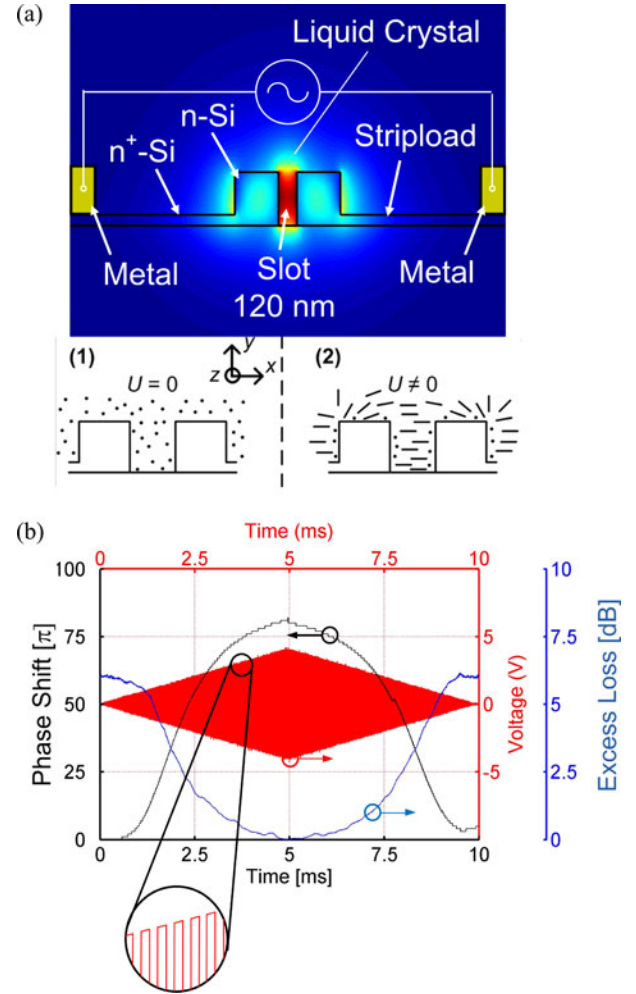 (a)
Liquid Crystal
n-Si
n⁺-Si
Stripload
Metal
Slot
120 nm
Metal
(1)
U = 0
y
z
x
(2)
U ≠ 0
(b)
Time (ms)
0 2.5 5 7.5 10
100
75
50
25
0
Phase Shift [π]
10
5
0
-5
Voltage (V)
10
7.5
5
2.5
0
Excess Loss [dB]
0 2.5 5 7.5 10
Time [ms]